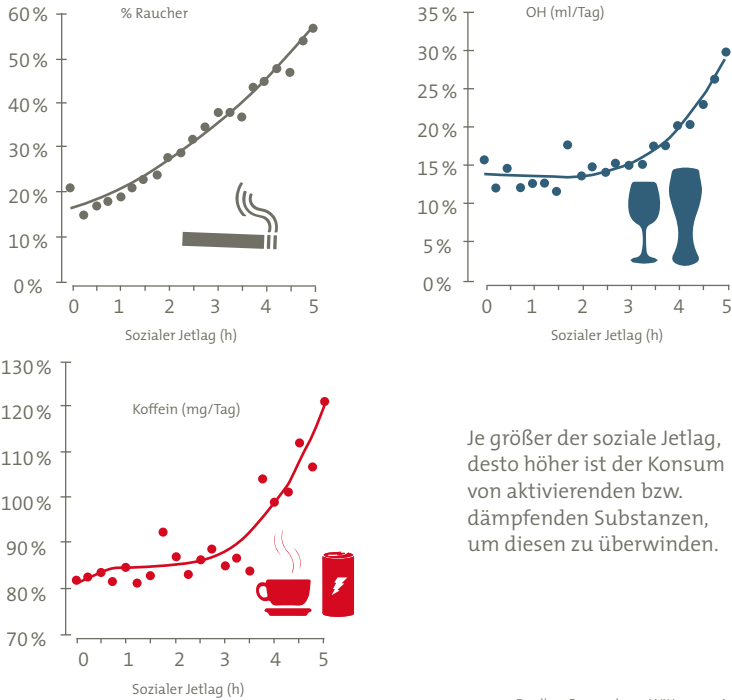 % Raucher
60%
50%
40%
30%
20%
10%
0%
0 1 2 3 4 5
Sozialer Jetlag (h)
OH (ml/Tag)
35%
30%
25%
20%
15%
10%
5%
0%
0 1 2 3 4 5
Sozialer Jetlag (h)
Koffein (mg/Tag)
130%
120%
110%
100%
90%
80%
70%
0 1 2 3 4 5
Sozialer Jetlag (h)
Je größer der soziale Jetlag,
desto höher ist der Konsum
von aktivierenden bzw.
dämpfenden Substanzen,
um diesen zu überwinden.